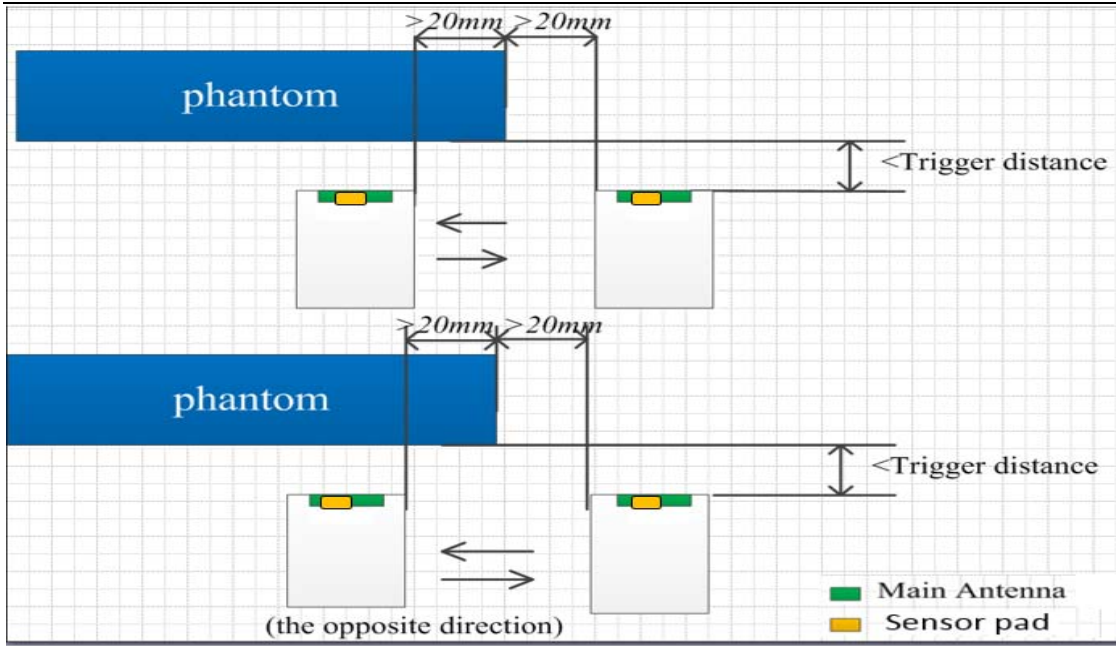 >20mm >20mm
phantom
<Trigger distance
>20mm >20mm
phantom
<Trigger distance
(the opposite direction)
Main Antenna
Sensor pad